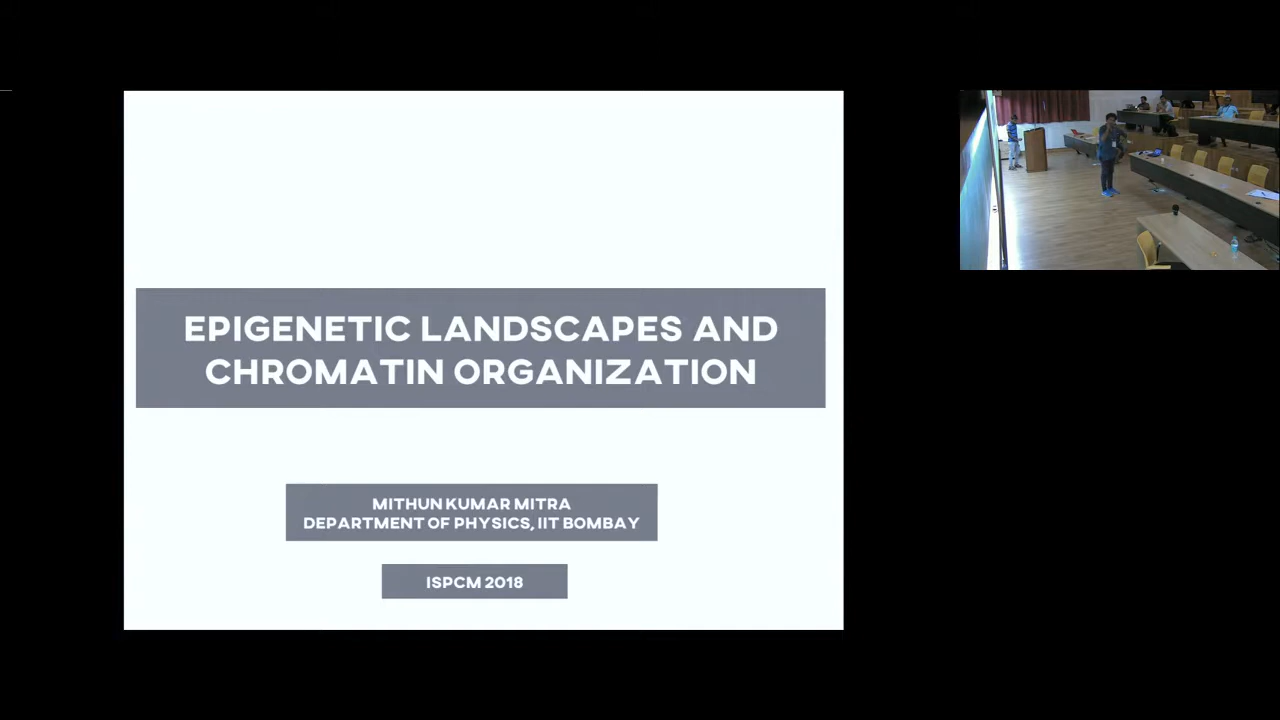 EPIGENETIC LANDSCAPES AND
CHROMATIN ORGANIZATION
MITHUN KUMAR MITRA
DEPARTMENT OF PHYSICS, IIT BOMBAY
ISPCM 2018